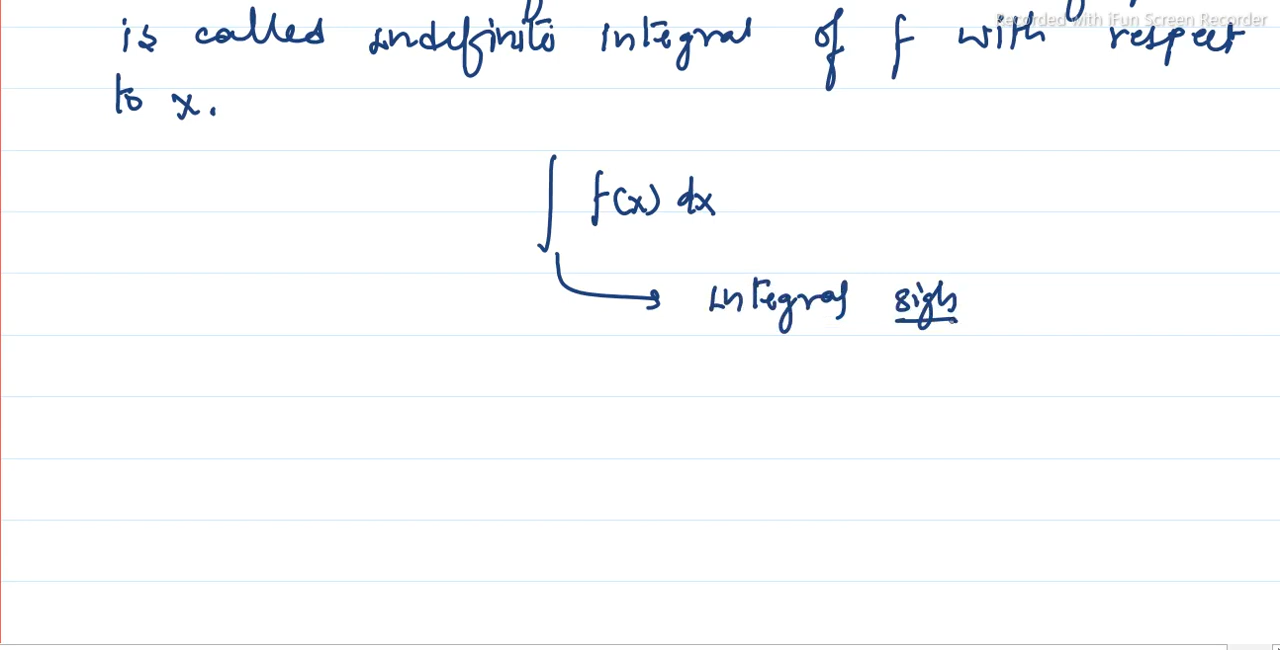 Recorded with iFun Screen Recorder
is called indefinite integral of f with respect
to x.
∫ f(x) dx
integral sign